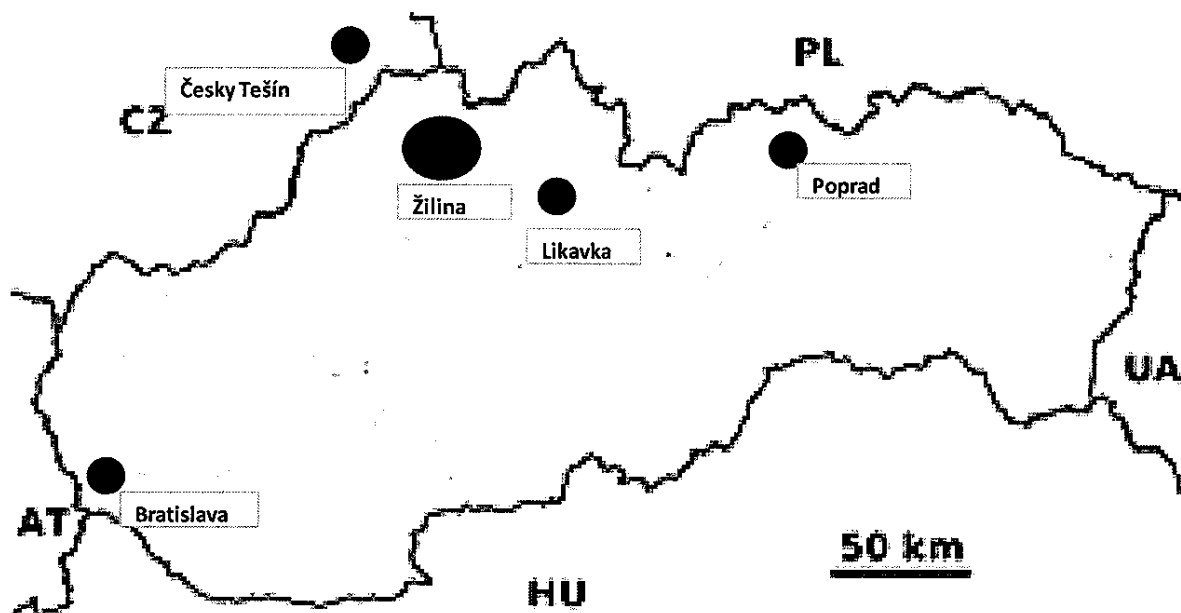 PL
Česky Tešín
CZ
Žilina
Poprad
Likavka
UA
Bratislava
AT
50 km
HU